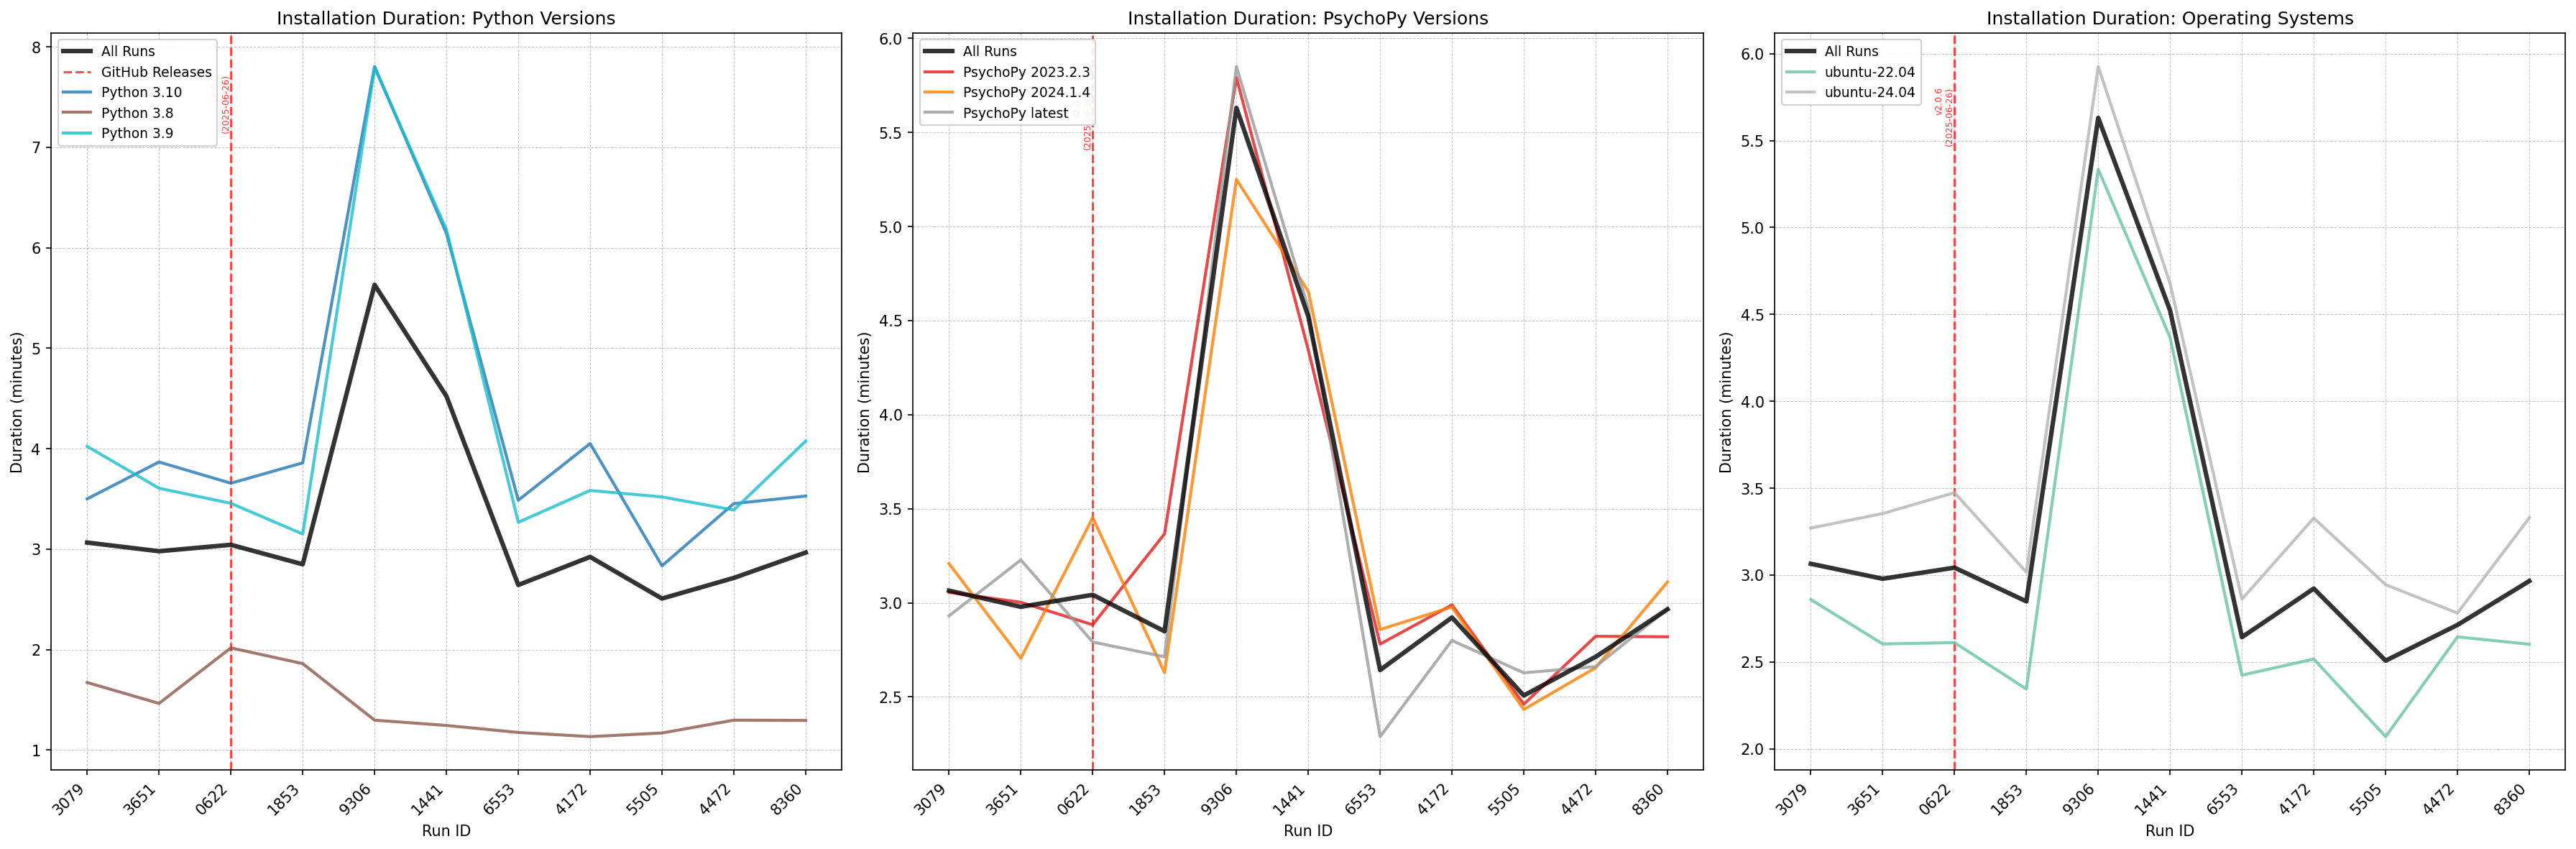 Installation Duration: Python Versions
All Runs
GitHub Releases
Python 3.10
Python 3.8
Python 3.9
(2025-06-26)
8
7
6
5
4
3
2
1
Duration (minutes)
3079
3651
0622
1853
9306
1441
6553
4172
5505
4472
8360
Run ID
Installation Duration: PsychoPy Versions
All Runs
PsychoPy 2023.2.3
PsychoPy 2024.1.4
PsychoPy latest
(2025
6.0
5.5
5.0
4.5
4.0
3.5
3.0
2.5
Duration (minutes)
3079
3651
0622
1853
9306
1441
6553
4172
5505
4472
8360
Run ID
Installation Duration: Operating Systems
All Runs
ubuntu-22.04
ubuntu-24.04
v2.0.6
(2025-06-26)
6.0
5.5
5.0
4.5
4.0
3.5
3.0
2.5
2.0
Duration (minutes)
3079
3651
0622
1853
9306
1441
6553
4172
5505
4472
8360
Run ID